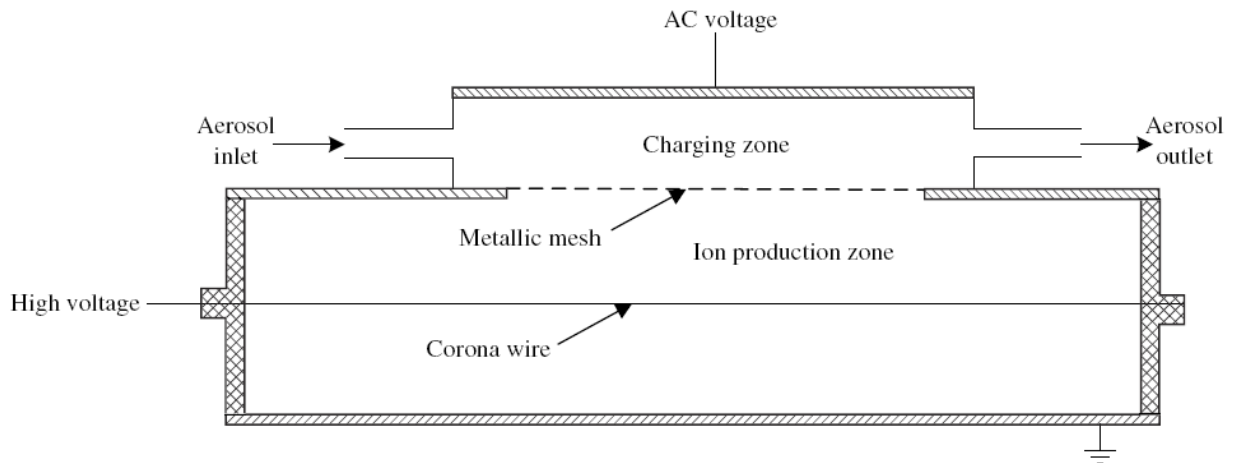 AC voltage
Aerosol
inlet
Charging zone
Aerosol
outlet
Metallic mesh
Ion production zone
High voltage
Corona wire